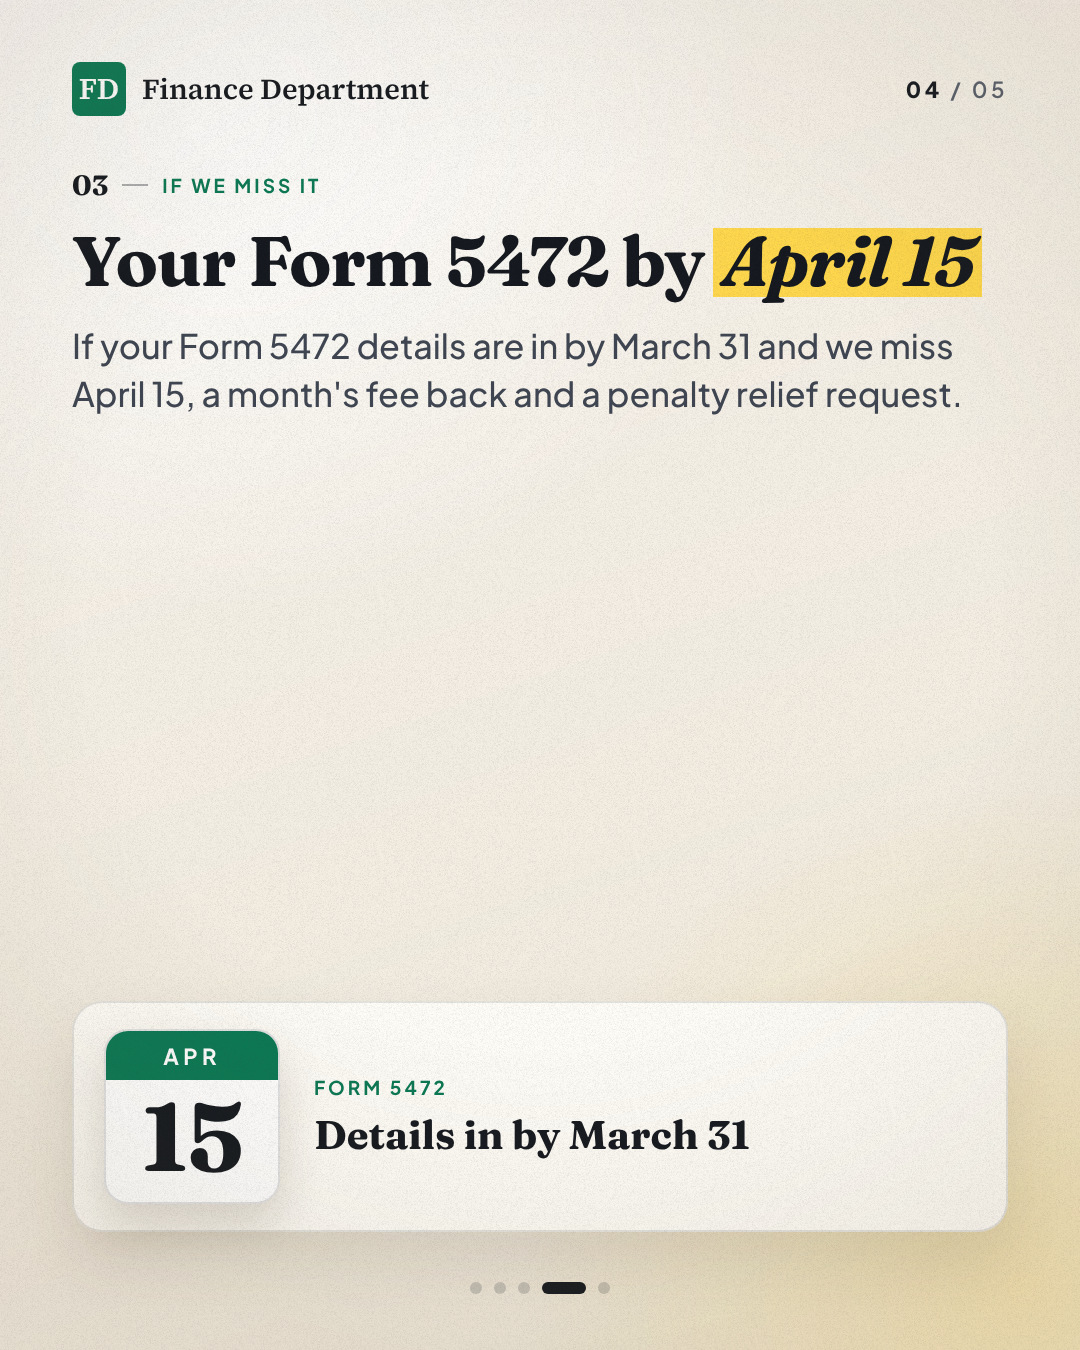 FD Finance Department 04 / 05
03 — IF WE MISS IT
Your Form 5472 by April 15
If your Form 5472 details are in by March 31 and we miss
April 15, a month's fee back and a penalty relief request.
APR
15
FORM 5472
Details in by March 31